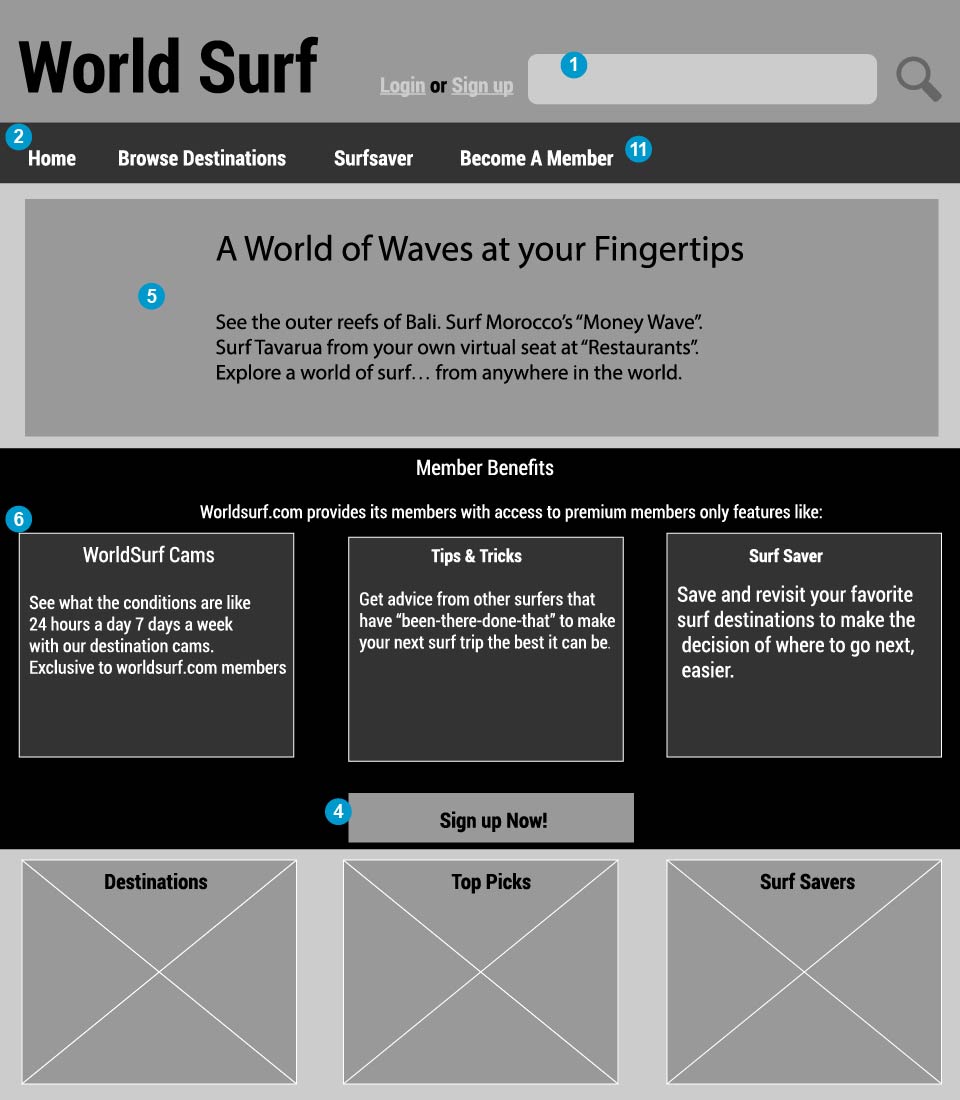 World Surf
Login or Sign up
1
2
Home Browse Destinations Surfsaver Become A Member 11
A World of Waves at your Fingertips
5
See the outer reefs of Bali. Surf Morocco’s “Money Wave”.
Surf Tavarua from your own virtual seat at “Restaurants”.
Explore a world of surf… from anywhere in the world.
Member Benefits
6
Worldsurf.com provides its members with access to premium members only features like:
WorldSurf Cams
See what the conditions are like
24 hours a day 7 days a week
with our destination cams.
Exclusive to worldsurf.com members
Tips & Tricks
Get advice from other surfers that
have “been-there-done-that” to make
your next surf trip the best it can be.
Surf Saver
Save and revisit your favorite
surf destinations to make the
decision of where to go next,
easier.
4
Sign up Now!
Destinations
Top Picks
Surf Savers